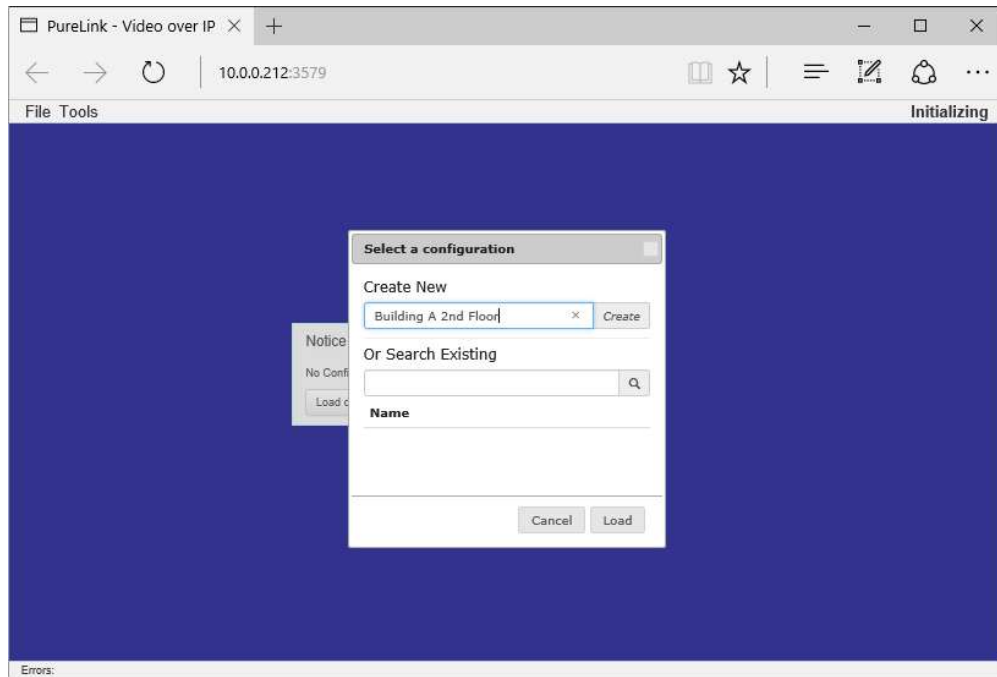 PureLink - Video over IP
10.0.0.212:3579
File Tools
Initializing
Select a configuration
Create New
Building A 2nd Floor
Create
Notice
No Confi
Load c
Or Search Existing
Name
Cancel
Load
Errors: